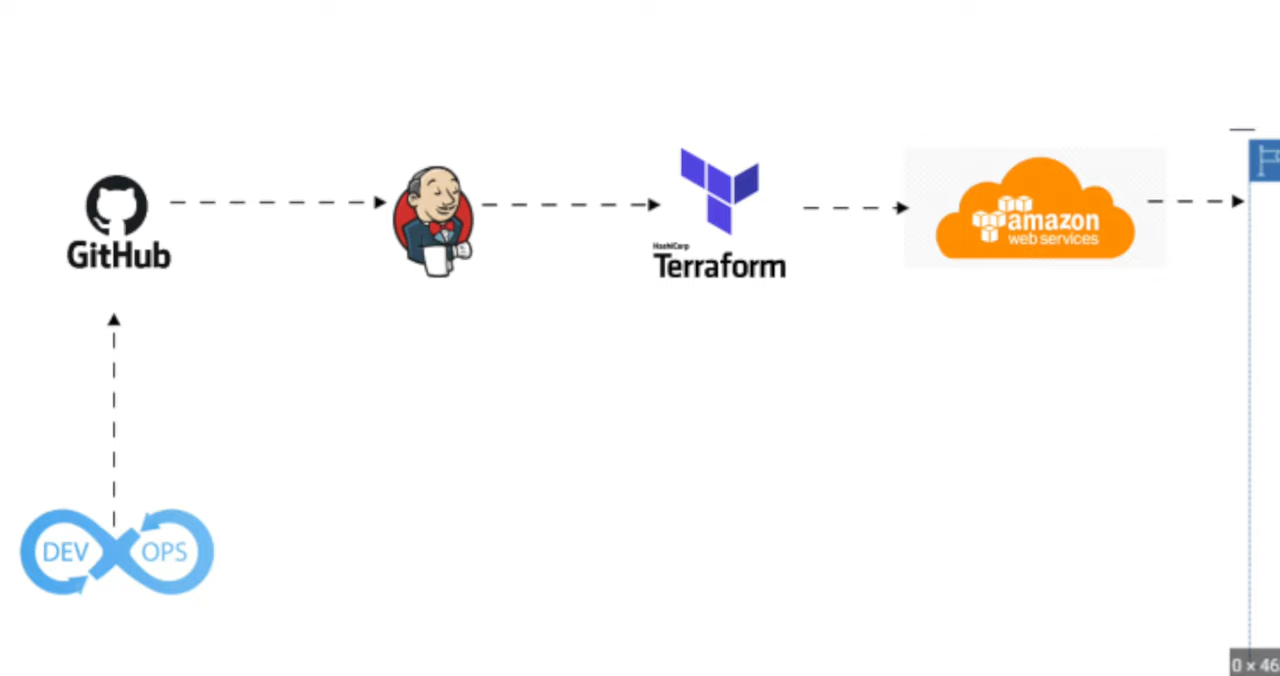 GitHub
HashiCorp
Terraform
amazon
web services
DEV OPS
0 × 46